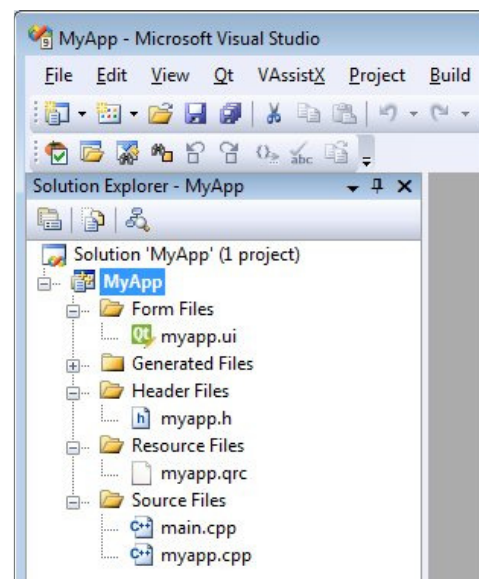 MyApp - Microsoft Visual Studio
File Edit View Qt VAssistX Project Build
Solution Explorer - MyApp
Solution 'MyApp' (1 project)
MyApp
Form Files
Qt myapp.ui
Generated Files
Header Files
h myapp.h
Resource Files
myapp.qrc
Source Files
C++ main.cpp
C++ myapp.cpp